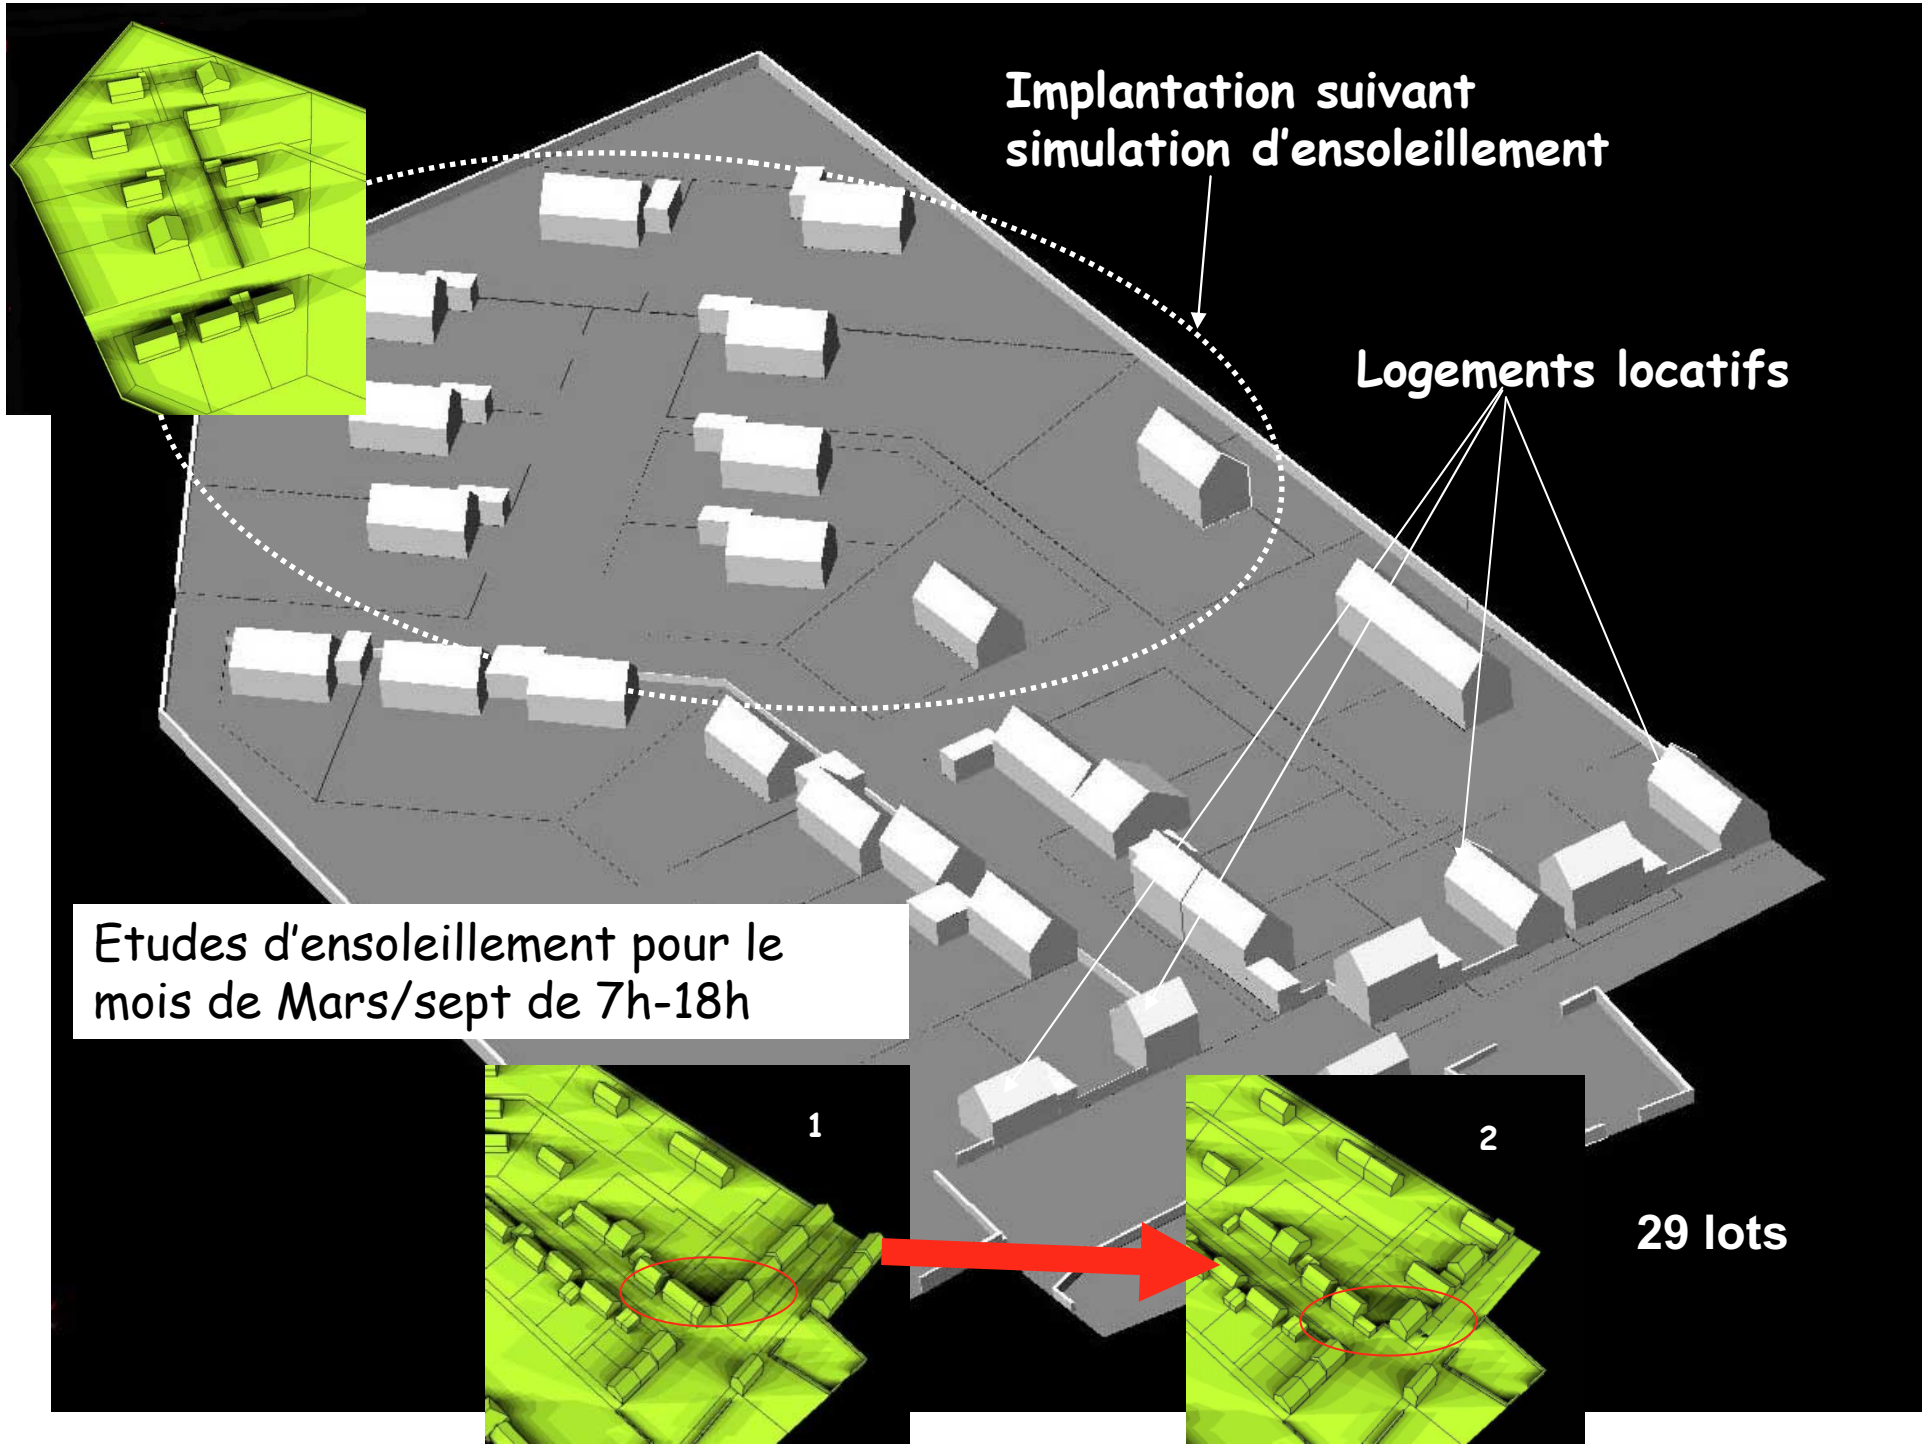 Implantation suivant
simulation d'ensoleillement
Logements locatifs
Etudes d'ensoleillement pour le
mois de Mars/sept de 7h-18h
1
2
29 lots